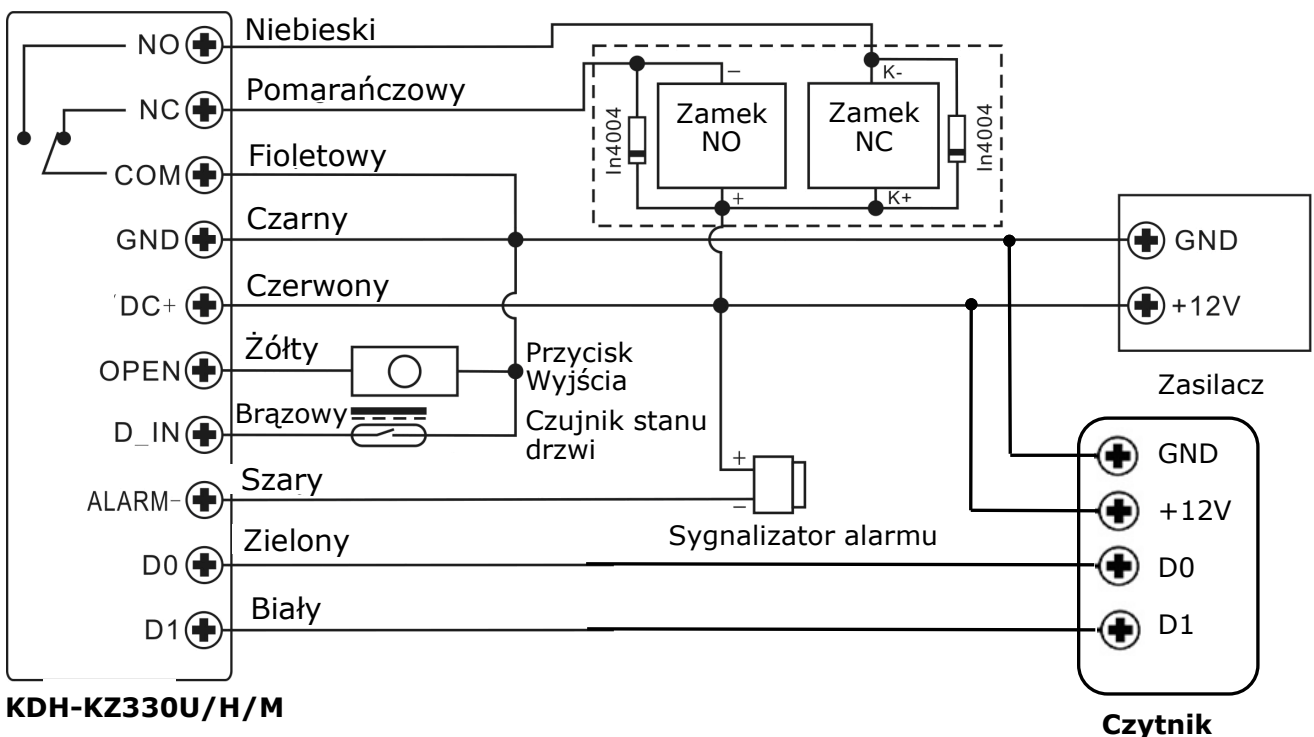 NO Niebieski
NC Pomarańczowy
COM Fioletowy
GND Czarny
DC+ Czerwony
OPEN Żółty
D_IN Brązowy
ALARM- Szary
D0 Zielony
D1 Biały
KDH-KZ330U/H/M
In4004
−
Zamek
NO
+
K-
Zamek
NC
K+
In4004
Przycisk
Wyjścia
Czujnik stanu
drzwi
+
−
Sygnalizator alarmu
GND
+12V
Zasilacz
GND
+12V
D0
D1
Czytnik